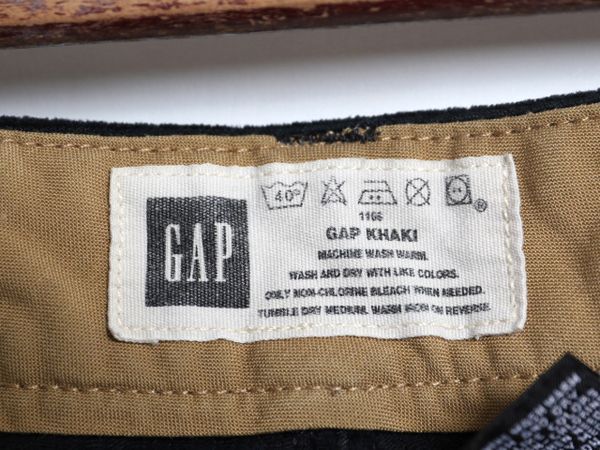 GAP
40°
1106
GAP KHAKI
MACHINE WASH WARM.
WASH AND DRY WITH LIKE COLORS.
ONLY NON-CHLORINE BLEACH WHEN NEEDED.
TUMBLE DRY MEDIUM. WARM IRON ON REVERSE.
®